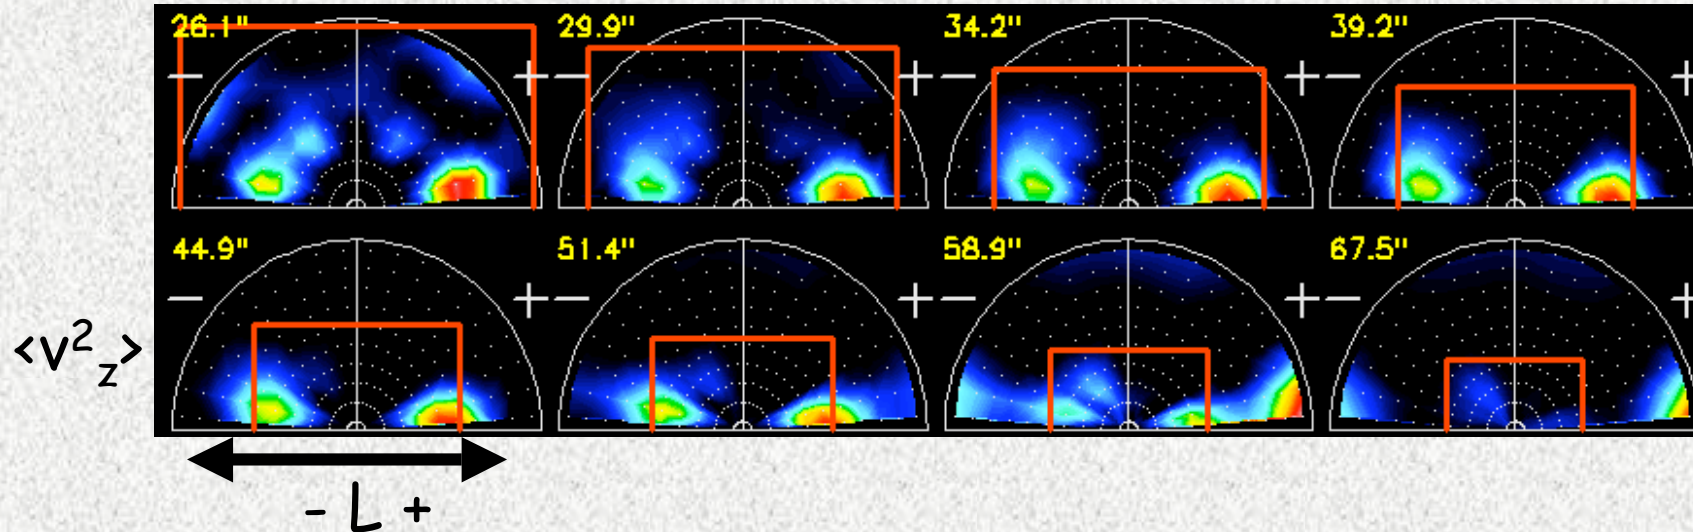 26.1" 29.9" 34.2" 39.2"
− + − + − + − +
44.9" 51.4" 58.9" 67.5"
− + − + − + − +
<V²z>
- L +